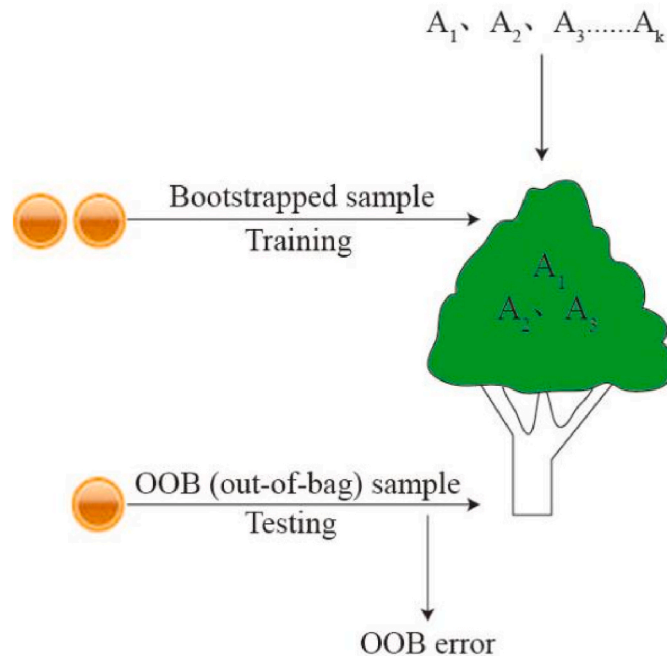 A₁、A₂、A₃......Aₖ
Bootstrapped sample
Training
A₁
A₂、A₃
OOB (out-of-bag) sample
Testing
OOB error